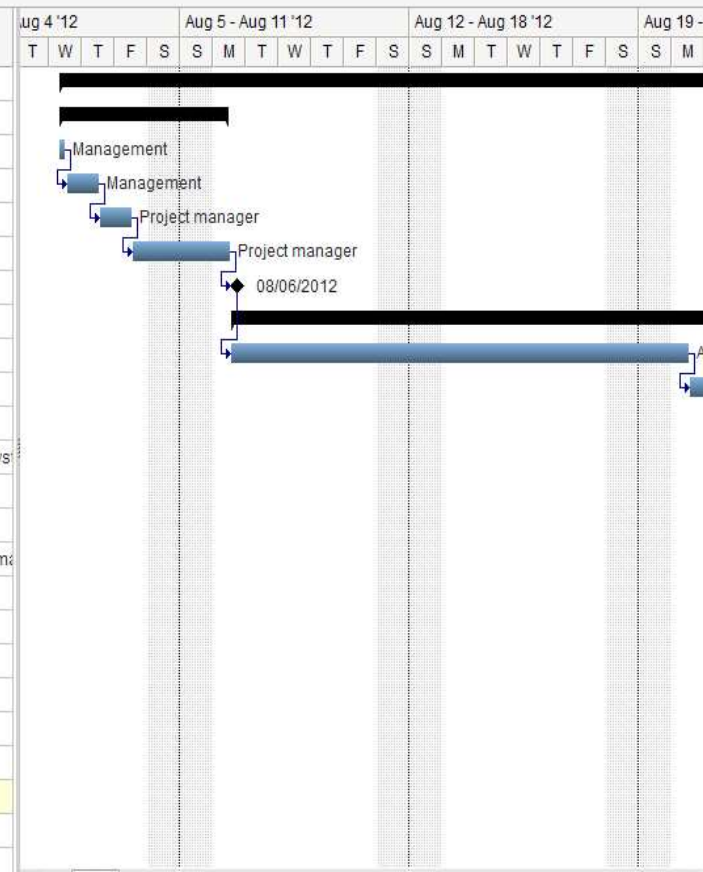 ug 4 '12 Aug 5 - Aug 11 '12 Aug 12 - Aug 18 '12 Aug 19 -
T W T F S S M T W T F S S M T W T F S S M
Management
Management
Project manager
Project manager
08/06/2012
A